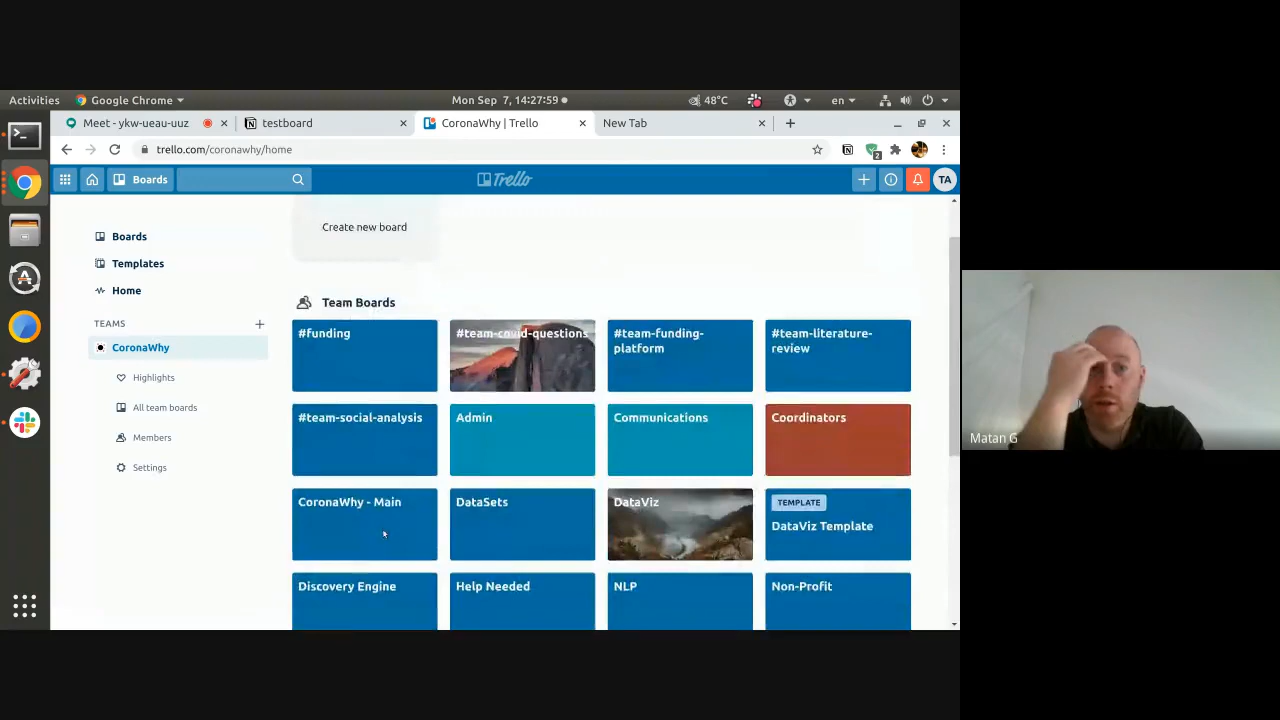 Activities
Google Chrome
Mon Sep 7, 14:27:59
48°C
en
Meet - ykw-ueau-uuz
testboard
CoronaWhy | Trello
New Tab
trello.com/coronawhy/home
2
Boards
Trello
TA
Boards
Templates
Home
TEAMS
CoronaWhy
Highlights
All team boards
Members
Settings
Create new board
Team Boards
#funding
#team-covid-questions
#team-funding-
platform
#team-literature-
review
#team-social-analysis
Admin
Communications
Coordinators
CoronaWhy - Main
DataSets
DataViz
TEMPLATE
DataViz Template
Discovery Engine
Help Needed
NLP
Non-Profit
Matan G